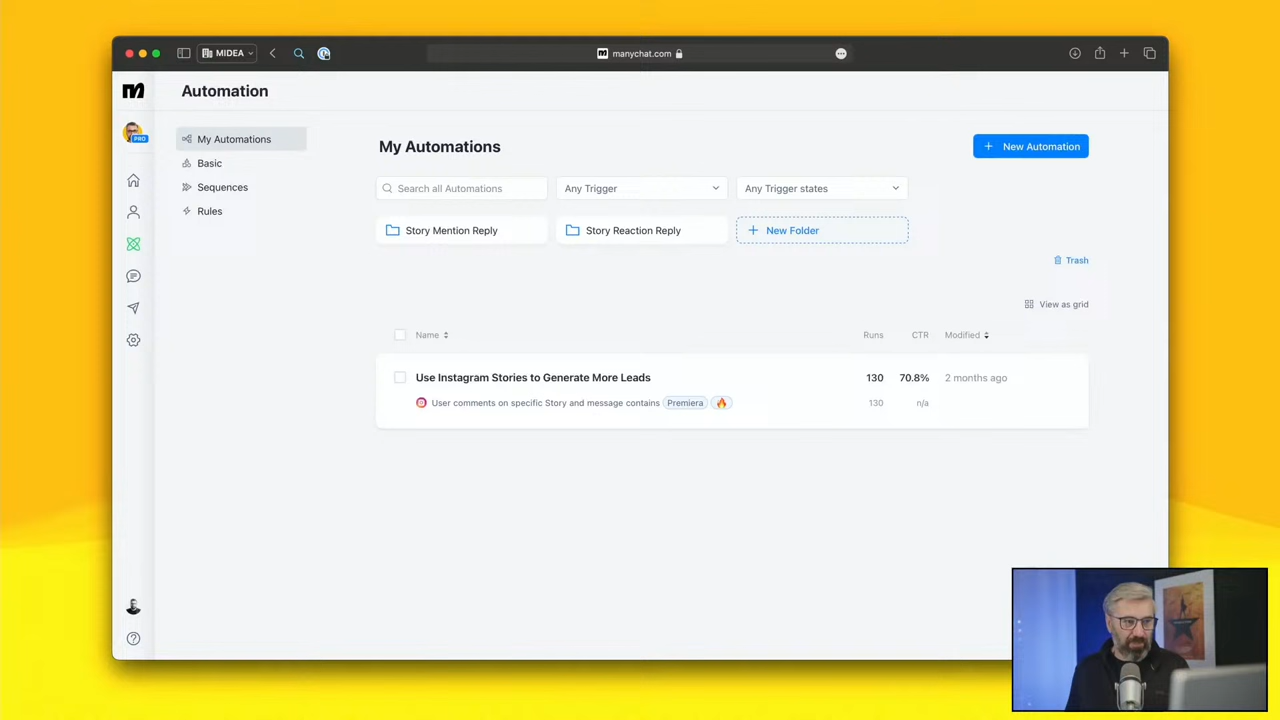 MIDEA
manychat.com
Automation
PRO
My Automations
Basic
Sequences
Rules
My Automations
+ New Automation
Search all Automations
Any Trigger
Any Trigger states
Story Mention Reply
Story Reaction Reply
+ New Folder
Trash
View as grid
Name
Runs
CTR
Modified
Use Instagram Stories to Generate More Leads
130
70.8%
2 months ago
User comments on specific Story and message contains Premiera 🔥
130
n/a